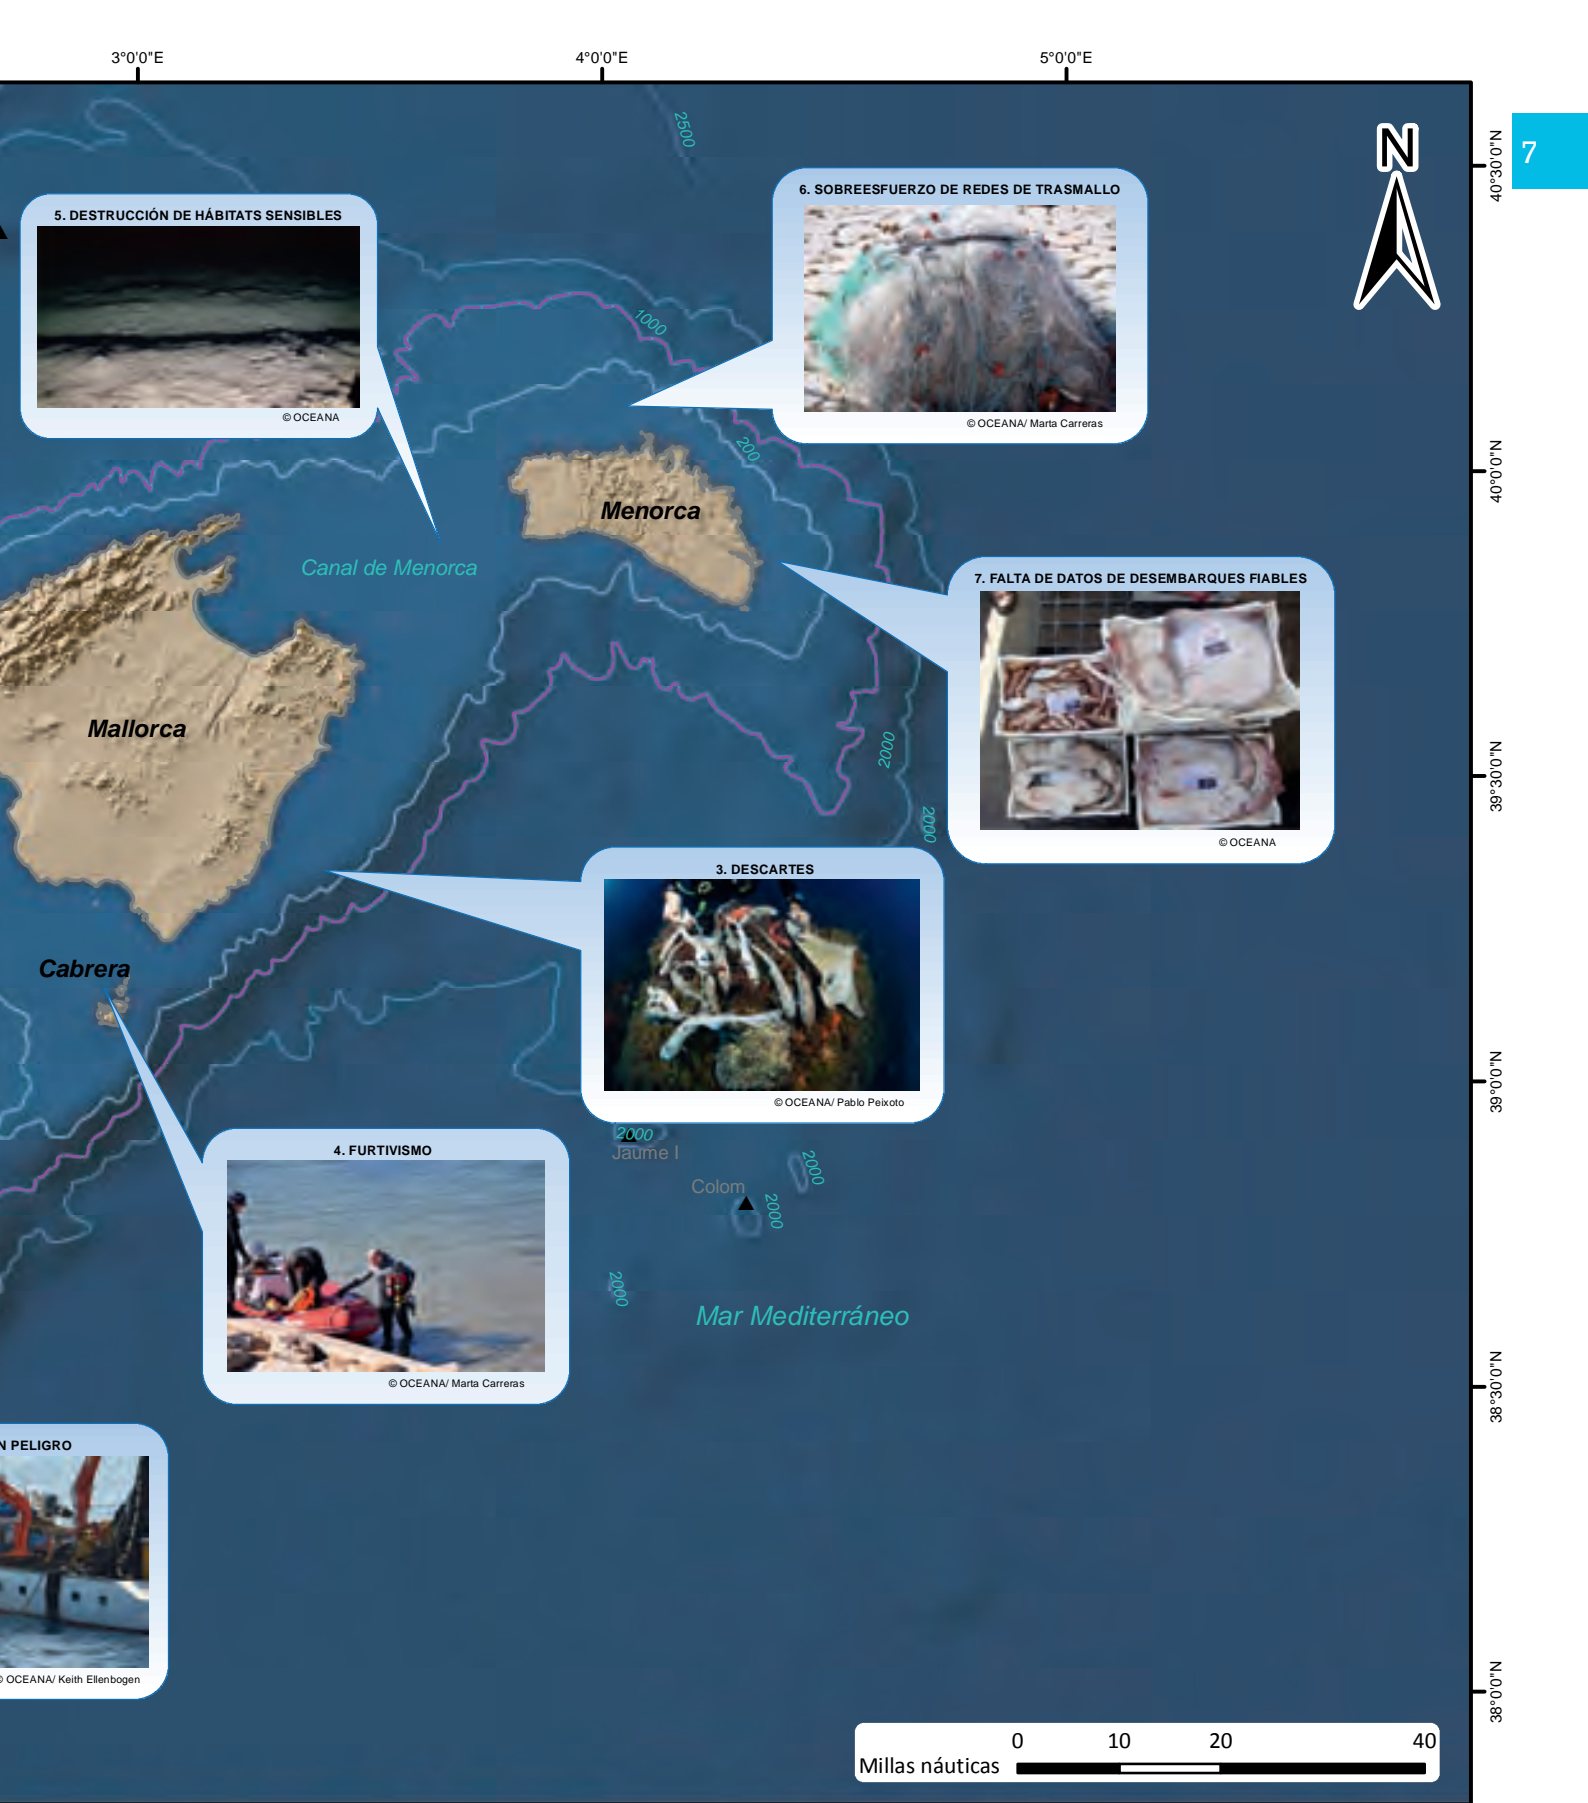 3°0'0"E
4°0'0"E
5°0'0"E
7
N
40°30'0"N
2500
5. DESTRUCCIÓN DE HÁBITATS SENSIBLES
© OCEANA
6. SOBREESFUERZO DE REDES DE TRASMALLO
© OCEANA/ Marta Carreras
1000
200
40°0'0"N
Menorca
Canal de Menorca
7. FALTA DE DATOS DE DESEMBARQUES FIABLES
© OCEANA
Mallorca
2000
39°30'0"N
2000
3. DESCARTES
© OCEANA/ Pablo Peixoto
Cabrera
39°0'0"N
2000
Jaume I
4. FURTIVISMO
© OCEANA/ Marta Carreras
2000
Colom
2000
2000
Mar Mediterráneo
38°30'0"N
N PELIGRO
© OCEANA/ Keith Ellenbogen
38°0'0"N
0 10 20 40
Millas náuticas